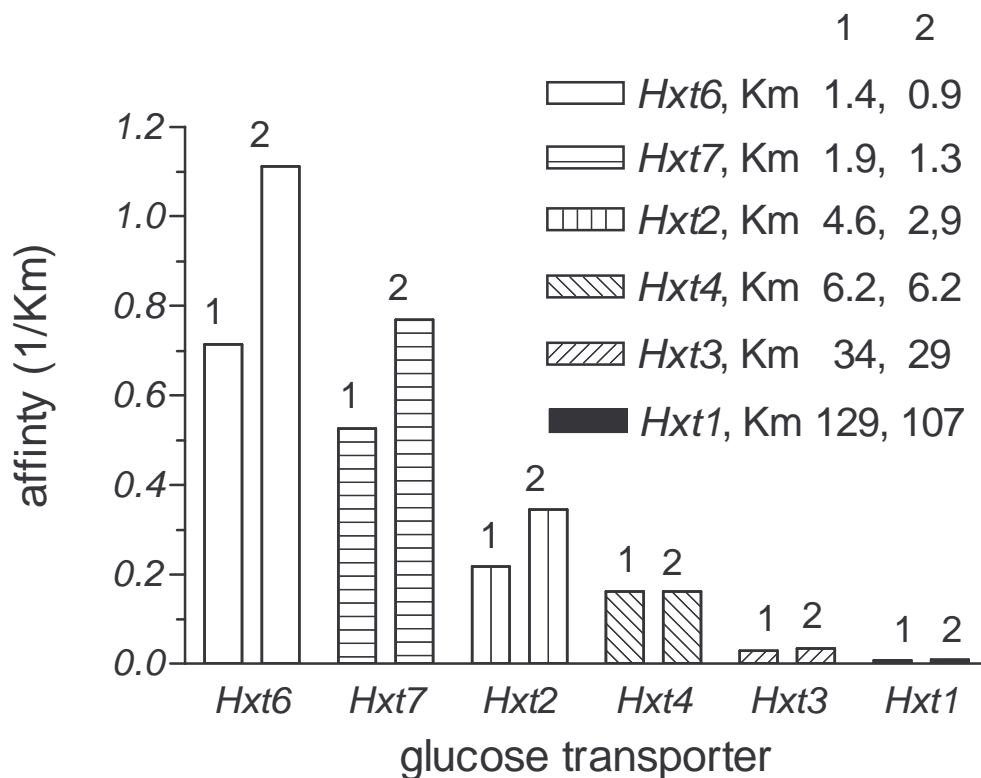 1 2
Hxt6, Km 1.4, 0.9
Hxt7, Km 1.9, 1.3
Hxt2, Km 4.6, 2,9
Hxt4, Km 6.2, 6.2
Hxt3, Km 34, 29
Hxt1, Km 129, 107
affinty (1/Km)
1.2
1.0
0.8
0.6
0.4
0.2
0.0
1 2
1 2
1 2
1 2
1 2
1 2
Hxt6 Hxt7 Hxt2 Hxt4 Hxt3 Hxt1
glucose transporter